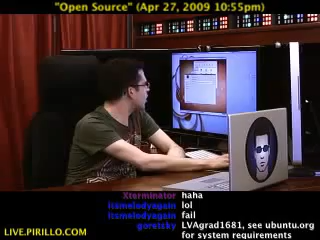 "Open Source" (Apr 27, 2009 10:55pm)
Xterminator haha
itsmelodyagain lol
itsmelodyagain fail
goretsky LVAgrad1681, see ubuntu.org
for system requirements
LIVE.PIRILLO.COM